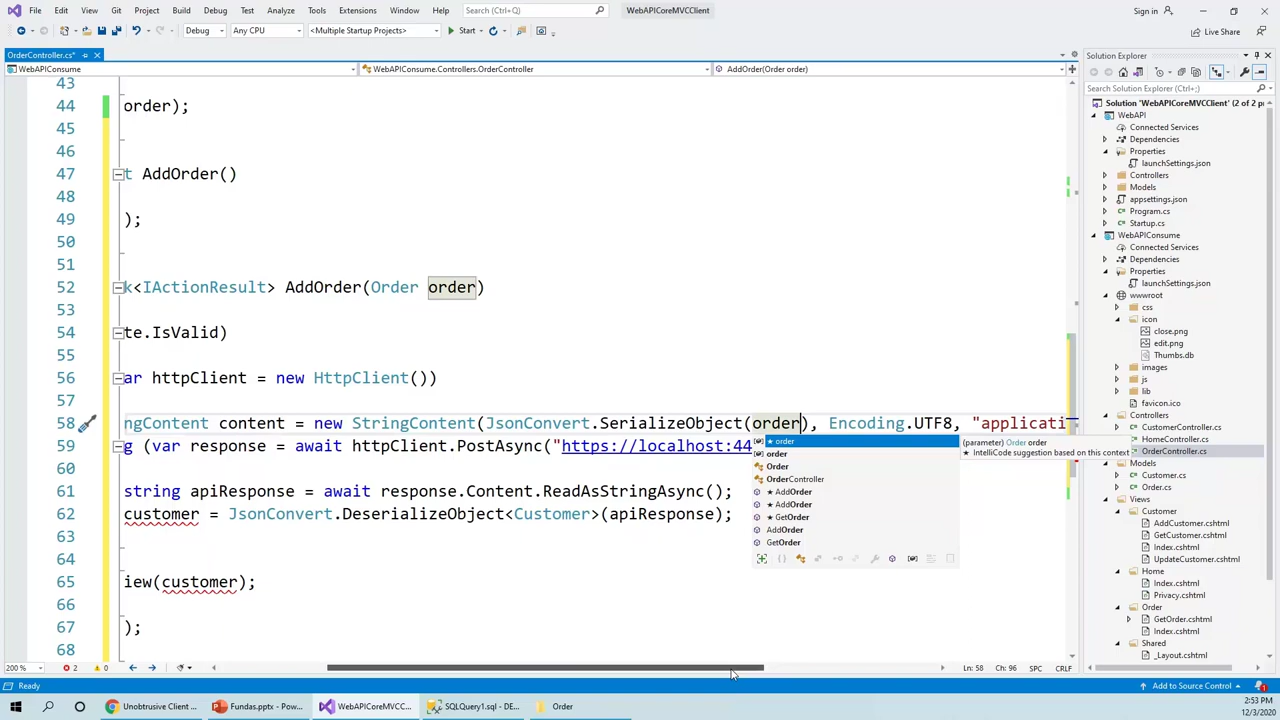 File Edit View Git Project Build Debug Test Analyze Tools Extensions Window Help Search (Ctrl+Q) WebAPICoreMVCClient Sign in
Debug Any CPU <Multiple Startup Projects> Start Live Share
OrderController.cs*
WebAPIConsume WebAPIConsume.Controllers.OrderController AddOrder(Order order)
43
44 order);
45
46
47 t AddOrder()
48
49 );
50
51
52 k<IActionResult> AddOrder(Order order)
53
54 te.IsValid)
55
56 ar httpClient = new HttpClient())
57
58 ngContent content = new StringContent(JsonConvert.SerializeObject(order), Encoding.UTF8, "applicati
59 g (var response = await httpClient.PostAsync("https://localhost:44
60
61 string apiResponse = await response.Content.ReadAsStringAsync();
62 customer = JsonConvert.DeserializeObject<Customer>(apiResponse);
63
64
65 iew(customer);
66
67 );
68
★ order
order
Order
OrderController
★ AddOrder
★ AddOrder
★ GetOrder
AddOrder
GetOrder
(parameter) Order order
★ IntelliCode suggestion based on this context
200 % 2 0 Ln: 58 Ch: 96 SPC CRLF
Solution Explorer
Search Solution Explorer (Ctrl+;)
Solution 'WebAPICoreMVCClient' (2 of 2 p
WebAPI
Connected Services
Dependencies
Properties
launchSettings.json
Controllers
Models
appsettings.json
Program.cs
Startup.cs
WebAPIConsume
Connected Services
Dependencies
Properties
launchSettings.json
wwwroot
css
icon
close.png
edit.png
Thumbs.db
images
js
lib
favicon.ico
Controllers
CustomerController.cs
HomeController.cs
OrderController.cs
Models
Customer.cs
Order.cs
Views
Customer
AddCustomer.cshtml
GetCustomer.cshtml
Index.cshtml
UpdateCustomer.cshtml
Home
Index.cshtml
Privacy.cshtml
Order
GetOrder.cshtml
Index.cshtml
Shared
_Layout.cshtml
Ready Add to Source Control 1
Unobtrusive Client ... Fundas.pptx - Pow... WebAPICoreMVCC... SQLQuery1.sql - DE... Order
2:53 PM
12/3/2020